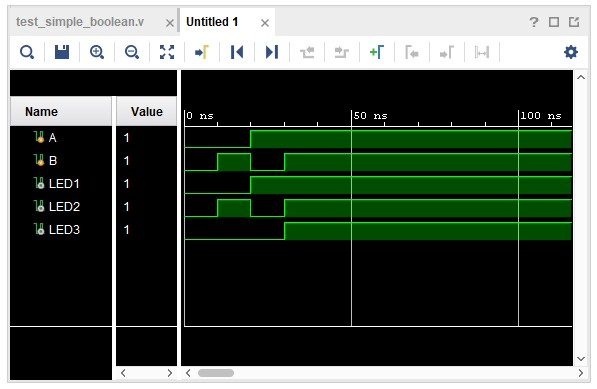 test_simple_boolean.v × Untitled 1 ×
?
Name Value
0 ns 50 ns 100 ns
A 1
B 1
LED1 1
LED2 1
LED3 1